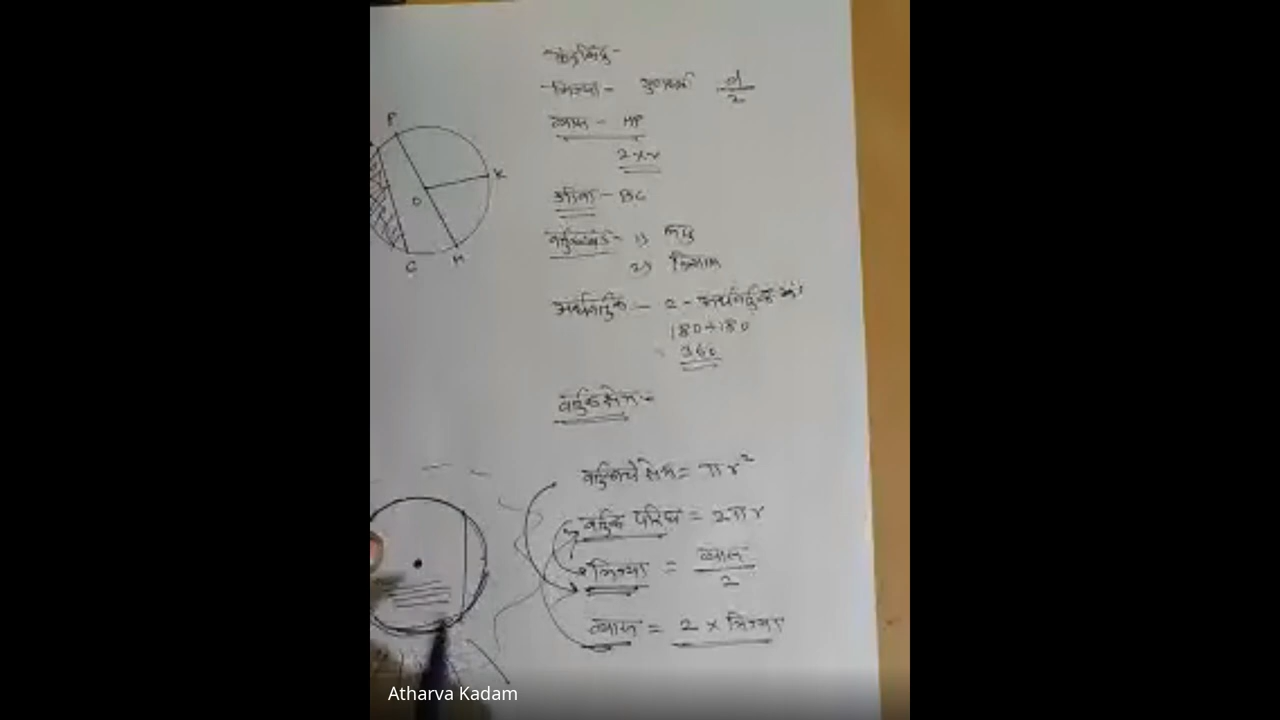 केंद्रबिंदू -
त्रिज्या - d/2
व्यास - MP
2×r
जीवा - BC
वर्तुळखंड - 1) लघु
2) विशाल
अर्धवर्तुळ - 2 - अर्धवर्तुळ
180+180
360
वर्तुळक्षेत्र -
वर्तुळाचे क्षेत्र = πr²
वर्तुळ परिघ = 2πr
त्रिज्या = व्यास/2
व्यास = 2 × त्रिज्या
P
K
O
C
M
Atharva Kadam